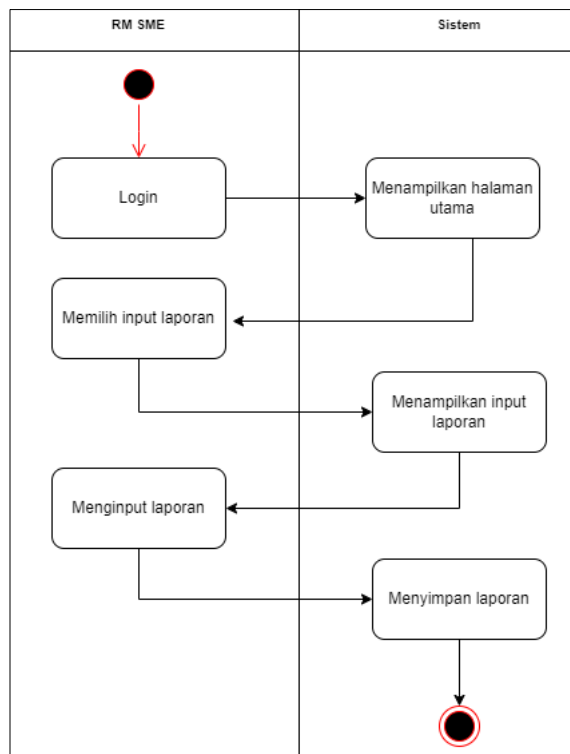 RM SME
Sistem
Login
Menampilkan halaman
utama
Memilih input laporan
Menampilkan input
laporan
Menginput laporan
Menyimpan laporan